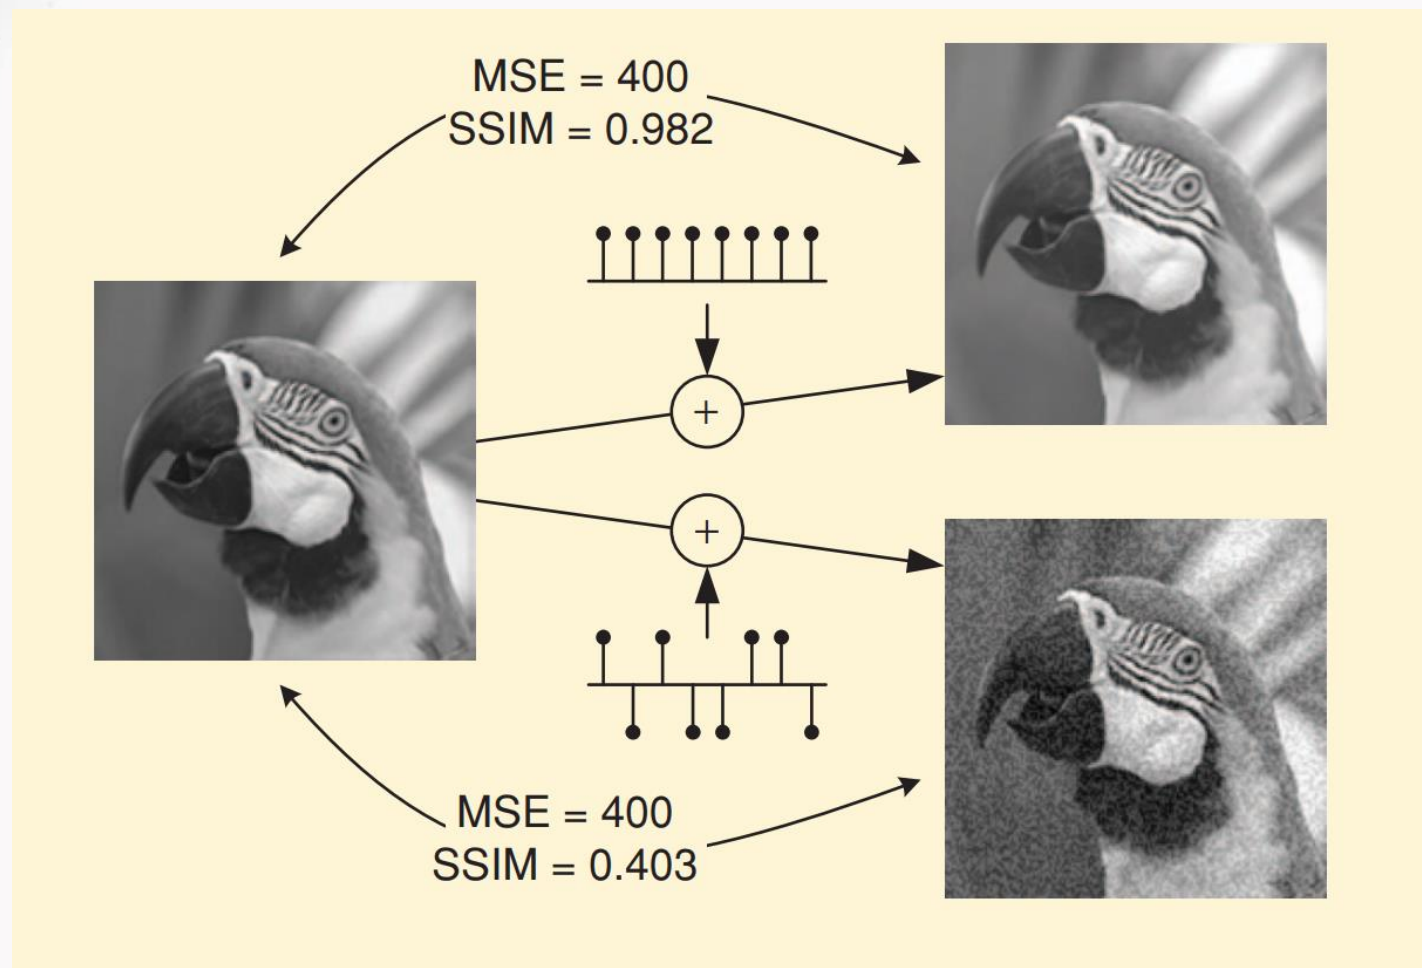 MSE = 400
SSIM = 0.982
+
+
MSE = 400
SSIM = 0.403